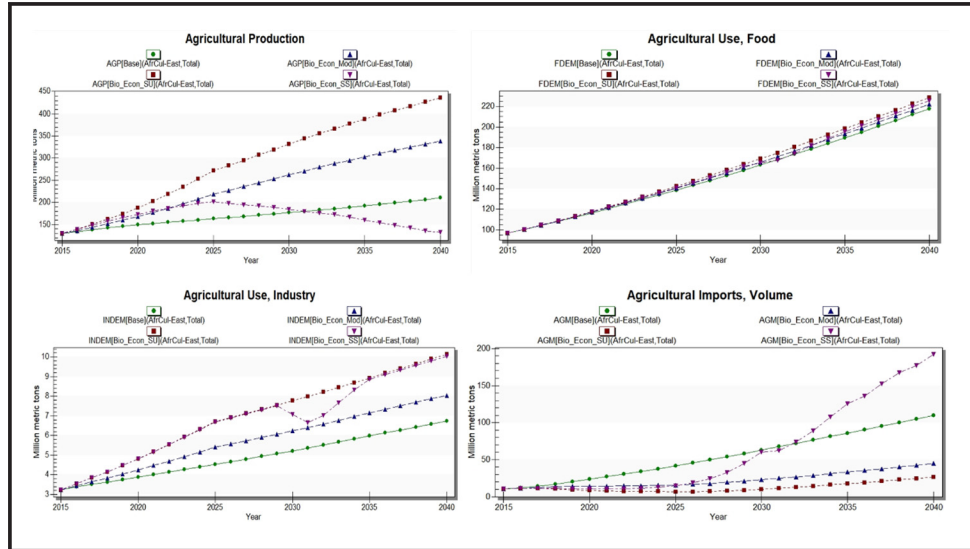 Agricultural Production
AGP[Base](AfrCul-East,Total)
AGP[Bio_Econ_Mod](AfrCul-East,Total)
AGP[Bio_Econ_SU](AfrCul-East,Total)
AGP[Bio_Econ_SS](AfrCul-East,Total)
450
400
350
300
250
200
150
Million metric tons
2015 2020 2025 2030 2035 2040
Year
Agricultural Use, Food
FDEM[Base](AfrCul-East,Total)
FDEM[Bio_Econ_Mod](AfrCul-East,Total)
FDEM[Bio_Econ_SU](AfrCul-East,Total)
FDEM[Bio_Econ_SS](AfrCul-East,Total)
220
200
180
160
140
120
100
Million metric tons
2015 2020 2025 2030 2035 2040
Year
Agricultural Use, Industry
INDEM[Base](AfrCul-East,Total)
INDEM[Bio_Econ_Mod](AfrCul-East,Total)
INDEM[Bio_Econ_SU](AfrCul-East,Total)
INDEM[Bio_Econ_SS](AfrCul-East,Total)
10
9
8
7
6
5
4
3
Million metric tons
2015 2020 2025 2030 2035 2040
Year
Agricultural Imports, Volume
AGM[Base](AfrCul-East,Total)
AGM[Bio_Econ_Mod](AfrCul-East,Total)
AGM[Bio_Econ_SU](AfrCul-East,Total)
AGM[Bio_Econ_SS](AfrCul-East,Total)
200
150
100
50
0
Million metric tons
2015 2020 2025 2030 2035 2040
Year